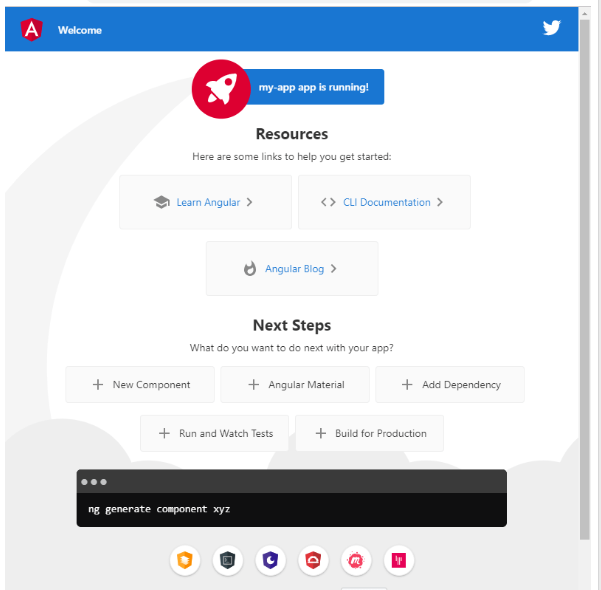 Welcome
my-app app is running!
Resources
Here are some links to help you get started:
Learn Angular
CLI Documentation
Angular Blog
Next Steps
What do you want to do next with your app?
New Component
Angular Material
Add Dependency
Run and Watch Tests
Build for Production
ng generate component xyz